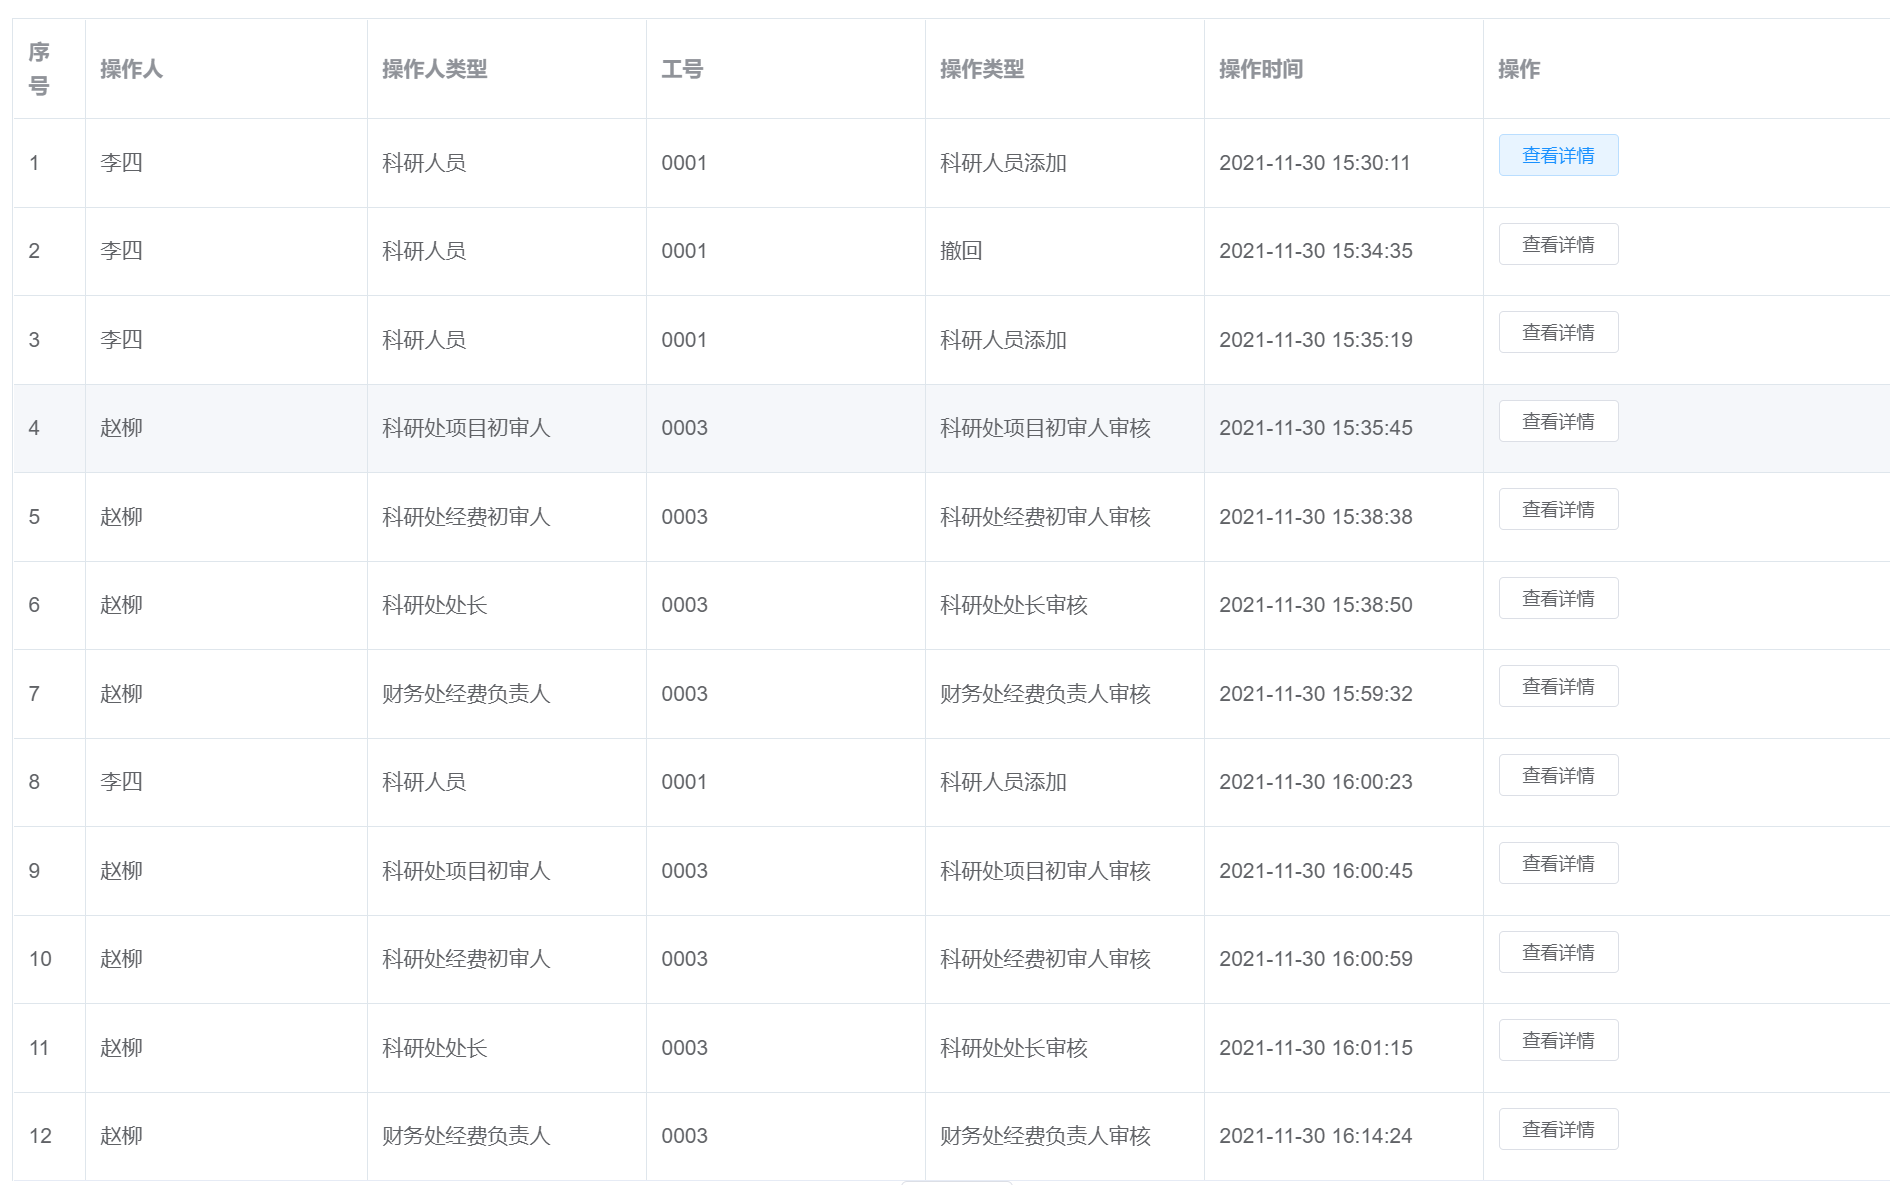 序号 操作人 操作人类型 工号 操作类型 操作时间 操作
1 李四 科研人员 0001 科研人员添加 2021-11-30 15:30:11 查看详情
2 李四 科研人员 0001 撤回 2021-11-30 15:34:35 查看详情
3 李四 科研人员 0001 科研人员添加 2021-11-30 15:35:19 查看详情
4 赵柳 科研处项目初审人 0003 科研处项目初审人审核 2021-11-30 15:35:45 查看详情
5 赵柳 科研处经费初审人 0003 科研处经费初审人审核 2021-11-30 15:38:38 查看详情
6 赵柳 科研处处长 0003 科研处处长审核 2021-11-30 15:38:50 查看详情
7 赵柳 财务处经费负责人 0003 财务处经费负责人审核 2021-11-30 15:59:32 查看详情
8 李四 科研人员 0001 科研人员添加 2021-11-30 16:00:23 查看详情
9 赵柳 科研处项目初审人 0003 科研处项目初审人审核 2021-11-30 16:00:45 查看详情
10 赵柳 科研处经费初审人 0003 科研处经费初审人审核 2021-11-30 16:00:59 查看详情
11 赵柳 科研处处长 0003 科研处处长审核 2021-11-30 16:01:15 查看详情
12 赵柳 财务处经费负责人 0003 财务处经费负责人审核 2021-11-30 16:14:24 查看详情